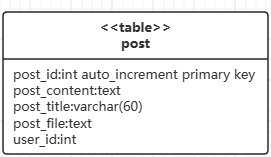 <<table>>
post
post_id:int auto_increment primary key
post_content:text
post_title:varchar(60)
post_file:text
user_id:int